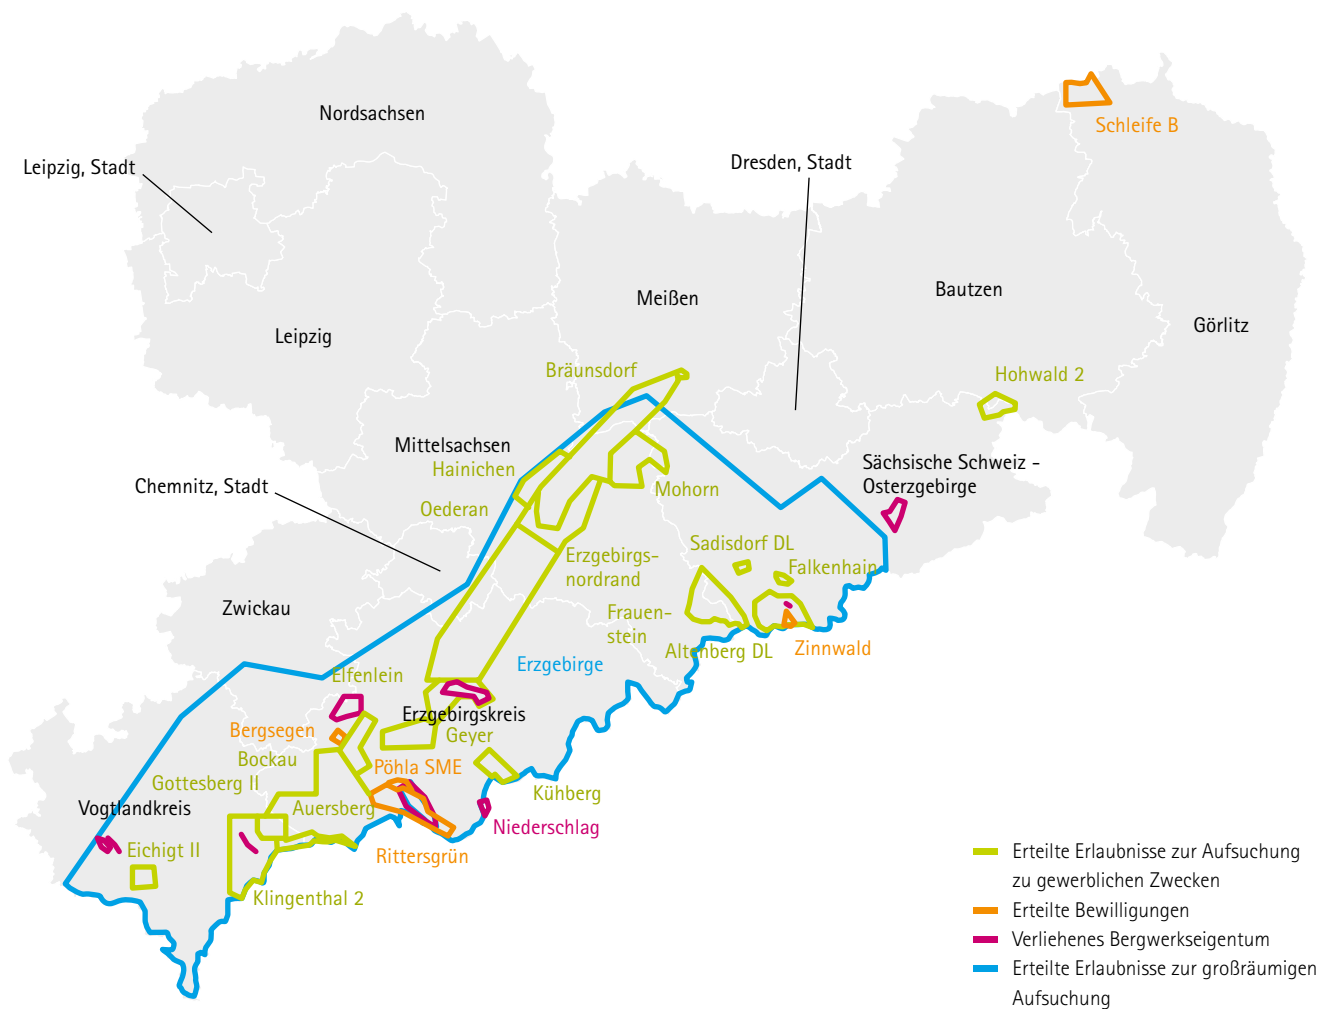 Nordsachsen
Schleife B
Leipzig, Stadt
Dresden, Stadt
Meißen
Bautzen
Görlitz
Leipzig
Bräunsdorf
Hohwald 2
Mittelsachsen
Hainichen
Sächsische Schweiz -
Osterzgebirge
Chemnitz, Stadt
Mohorn
Oederan
Sadisdorf DL
Erzgebirgs-
nordrand
Falkenhain
Zwickau
Frauen-
stein
Altenberg DL
Zinnwald
Erzgebirge
Elfenlein
Erzgebirgskreis
Bergsegen
Geyer
Bockau
Pöhla SME
Gottesberg II
Kühberg
Vogtlandkreis
Auersberg
Niederschlag
Eichigt II
Rittersgrün
Klingenthal 2
Erteilte Erlaubnisse zur Aufsuchung
zu gewerblichen Zwecken
Erteilte Bewilligungen
Verliehenes Bergwerkseigentum
Erteilte Erlaubnisse zur großräumigen
Aufsuchung